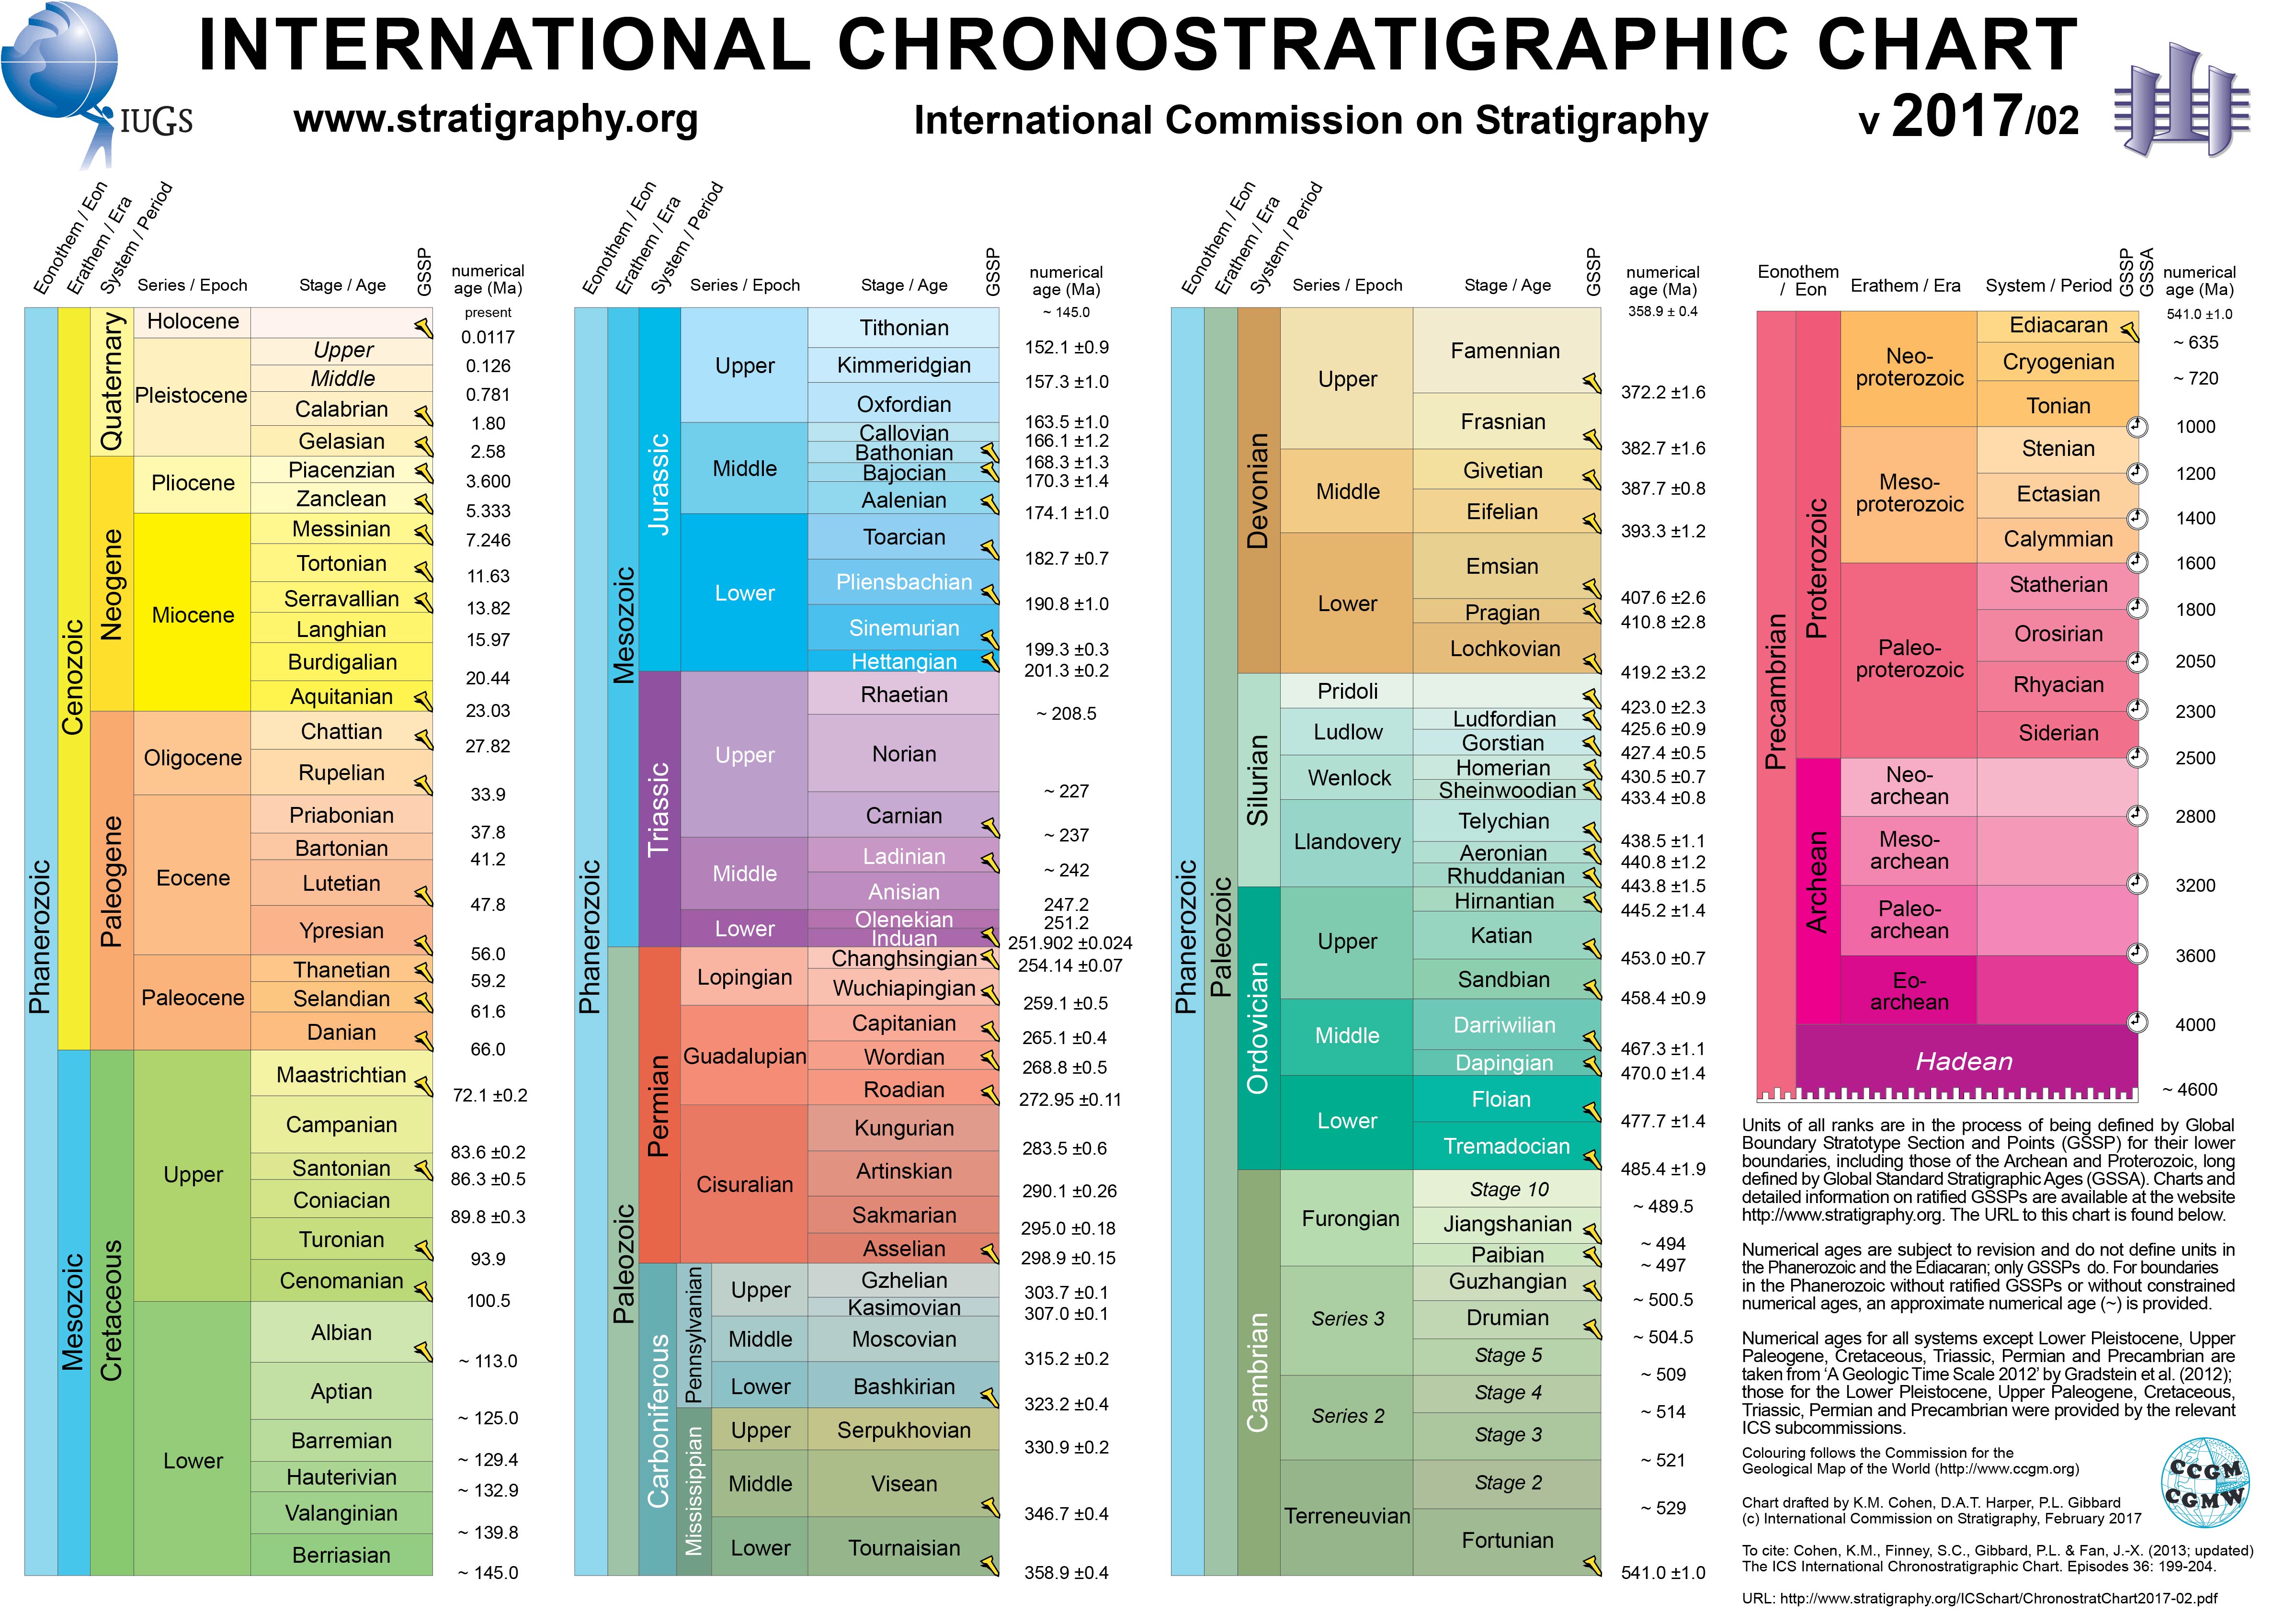 INTERNATIONAL CHRONOSTRATIGRAPHIC CHART
IUGS
www.stratigraphy.org
International Commission on Stratigraphy
v 2017/02
Eonothem / Eon
Erathem / Era
System / Period
Series / Epoch
Stage / Age
GSSP
numerical
age (Ma)
Phanerozoic
Cenozoic
Quaternary
Holocene
present
0.0117
Pleistocene
Upper
0.126
Middle
0.781
Calabrian
1.80
Gelasian
2.58
Neogene
Pliocene
Piacenzian
3.600
Zanclean
5.333
Miocene
Messinian
7.246
Tortonian
11.63
Serravallian
13.82
Langhian
15.97
Burdigalian
20.44
Aquitanian
23.03
Paleogene
Oligocene
Chattian
27.82
Rupelian
33.9
Eocene
Priabonian
37.8
Bartonian
41.2
Lutetian
47.8
Ypresian
56.0
Paleocene
Thanetian
59.2
Selandian
61.6
Danian
66.0
Mesozoic
Cretaceous
Upper
Maastrichtian
72.1 ±0.2
Campanian
83.6 ±0.2
Santonian
86.3 ±0.5
Coniacian
89.8 ±0.3
Turonian
93.9
Cenomanian
100.5
Lower
Albian
~ 113.0
Aptian
~ 125.0
Barremian
~ 129.4
Hauterivian
~ 132.9
Valanginian
~ 139.8
Berriasian
~ 145.0
Eonothem / Eon
Erathem / Era
System / Period
Series / Epoch
Stage / Age
GSSP
numerical
age (Ma)
Phanerozoic
Mesozoic
Jurassic
~ 145.0
Upper
Tithonian
152.1 ±0.9
Kimmeridgian
157.3 ±1.0
Oxfordian
163.5 ±1.0
Middle
Callovian
166.1 ±1.2
Bathonian
168.3 ±1.3
Bajocian
170.3 ±1.4
Aalenian
174.1 ±1.0
Lower
Toarcian
182.7 ±0.7
Pliensbachian
190.8 ±1.0
Sinemurian
199.3 ±0.3
Hettangian
201.3 ±0.2
Triassic
Upper
Rhaetian
~ 208.5
Norian
~ 227
Carnian
~ 237
Middle
Ladinian
~ 242
Anisian
247.2
Lower
Olenekian
251.2
Induan
251.902 ±0.024
Paleozoic
Permian
Lopingian
Changhsingian
254.14 ±0.07
Wuchiapingian
259.1 ±0.5
Guadalupian
Capitanian
265.1 ±0.4
Wordian
268.8 ±0.5
Roadian
272.95 ±0.11
Cisuralian
Kungurian
283.5 ±0.6
Artinskian
290.1 ±0.26
Sakmarian
295.0 ±0.18
Asselian
298.9 ±0.15
Carboniferous
Pennsylvanian
Upper
Gzhelian
303.7 ±0.1
Kasimovian
307.0 ±0.1
Middle
Moscovian
315.2 ±0.2
Lower
Bashkirian
323.2 ±0.4
Mississippian
Upper
Serpukhovian
330.9 ±0.2
Middle
Visean
346.7 ±0.4
Lower
Tournaisian
358.9 ±0.4
Eonothem / Eon
Erathem / Era
System / Period
Series / Epoch
Stage / Age
GSSP
numerical
age (Ma)
Phanerozoic
Paleozoic
Devonian
358.9 ± 0.4
Upper
Famennian
372.2 ±1.6
Frasnian
382.7 ±1.6
Middle
Givetian
387.7 ±0.8
Eifelian
393.3 ±1.2
Lower
Emsian
407.6 ±2.6
Pragian
410.8 ±2.8
Lochkovian
419.2 ±3.2
Silurian
Pridoli
423.0 ±2.3
Ludlow
Ludfordian
425.6 ±0.9
Gorstian
427.4 ±0.5
Wenlock
Homerian
430.5 ±0.7
Sheinwoodian
433.4 ±0.8
Llandovery
Telychian
438.5 ±1.1
Aeronian
440.8 ±1.2
Rhuddanian
443.8 ±1.5
Ordovician
Upper
Hirnantian
445.2 ±1.4
Katian
453.0 ±0.7
Sandbian
458.4 ±0.9
Middle
Darriwilian
467.3 ±1.1
Dapingian
470.0 ±1.4
Lower
Floian
477.7 ±1.4
Tremadocian
485.4 ±1.9
Cambrian
Furongian
Stage 10
~ 489.5
Jiangshanian
~ 494
Paibian
~ 497
Series 3
Guzhangian
~ 500.5
Drumian
~ 504.5
Stage 5
~ 509
Series 2
Stage 4
~ 514
Stage 3
~ 521
Terreneuvian
Stage 2
~ 529
Fortunian
541.0 ±1.0
Eonothem
/ Eon
Erathem / Era
System / Period
GSSP
GSSA
numerical
age (Ma)
Precambrian
Proterozoic
541.0 ±1.0
Neo-
proterozoic
Ediacaran
~ 635
Cryogenian
~ 720
Tonian
1000
Meso-
proterozoic
Stenian
1200
Ectasian
1400
Calymmian
1600
Paleo-
proterozoic
Statherian
1800
Orosirian
2050
Rhyacian
2300
Siderian
2500
Archean
Neo-
archean
2800
Meso-
archean
3200
Paleo-
archean
3600
Eo-
archean
4000
Hadean
~ 4600
Units of all ranks are in the process of being defined by Global
Boundary Stratotype Section and Points (GSSP) for their lower
boundaries, including those of the Archean and Proterozoic, long
defined by Global Standard Stratigraphic Ages (GSSA). Charts and
detailed information on ratified GSSPs are available at the website
http://www.stratigraphy.org. The URL to this chart is found below.
Numerical ages are subject to revision and do not define units in
the Phanerozoic and the Ediacaran; only GSSPs do. For boundaries
in the Phanerozoic without ratified GSSPs or without constrained
numerical ages, an approximate numerical age (~) is provided.
Numerical ages for all systems except Lower Pleistocene, Upper
Paleogene, Cretaceous, Triassic, Permian and Precambrian are
taken from ‘A Geologic Time Scale 2012’ by Gradstein et al. (2012);
those for the Lower Pleistocene, Upper Paleogene, Cretaceous,
Triassic, Permian and Precambrian were provided by the relevant
ICS subcommissions.
Colouring follows the Commission for the
Geological Map of the World (http://www.ccgm.org)
CCGM
CGMW
Chart drafted by K.M. Cohen, D.A.T. Harper, P.L. Gibbard
(c) International Commission on Stratigraphy, February 2017
To cite: Cohen, K.M., Finney, S.C., Gibbard, P.L. & Fan, J.-X. (2013; updated)
The ICS International Chronostratigraphic Chart. Episodes 36: 199-204.
URL: http://www.stratigraphy.org/ICSchart/ChronostratChart2017-02.pdf